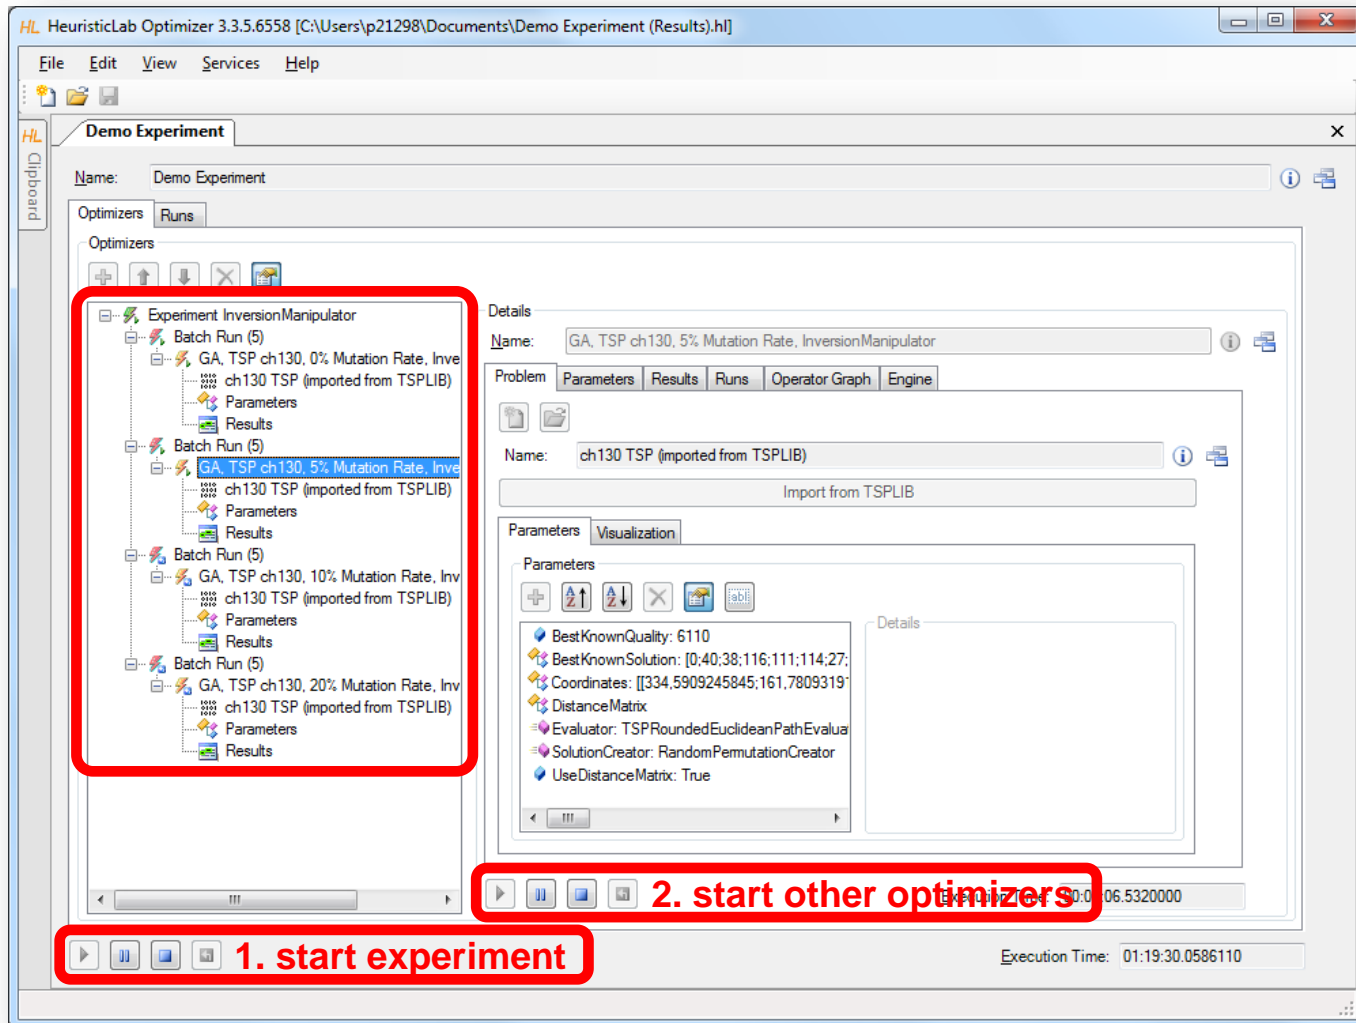 HL HeuristicLab Optimizer 3.3.5.6558 [C:\Users\p21298\Documents\Demo Experiment (Results).hl]
File Edit View Services Help
HL Clipboard
Demo Experiment
Name: Demo Experiment
Optimizers Runs
Optimizers
Experiment InversionManipulator
Batch Run (5)
GA, TSP ch130, 0% Mutation Rate, Inve
ch130 TSP (imported from TSPLIB)
Parameters
Results
Batch Run (5)
GA, TSP ch130, 5% Mutation Rate, Inve
ch130 TSP (imported from TSPLIB)
Parameters
Results
Batch Run (5)
GA, TSP ch130, 10% Mutation Rate, Inv
ch130 TSP (imported from TSPLIB)
Parameters
Results
Batch Run (5)
GA, TSP ch130, 20% Mutation Rate, Inv
ch130 TSP (imported from TSPLIB)
Parameters
Results
Details
Name: GA, TSP ch130, 5% Mutation Rate, InversionManipulator
Problem Parameters Results Runs Operator Graph Engine
Name: ch130 TSP (imported from TSPLIB)
Import from TSPLIB
Parameters Visualization
Parameters
BestKnownQuality: 6110
BestKnownSolution: [0;40;38;116;111;114;27;
Coordinates: [[334,5909245845;161,7809319
DistanceMatrix
Evaluator: TSPRoundedEuclideanPathEvalua
SolutionCreator: RandomPermutationCreator
UseDistanceMatrix: True
Details
2. start other optimizers
Execution Time: 06.5320000
1. start experiment
Execution Time: 01:19:30.0586110